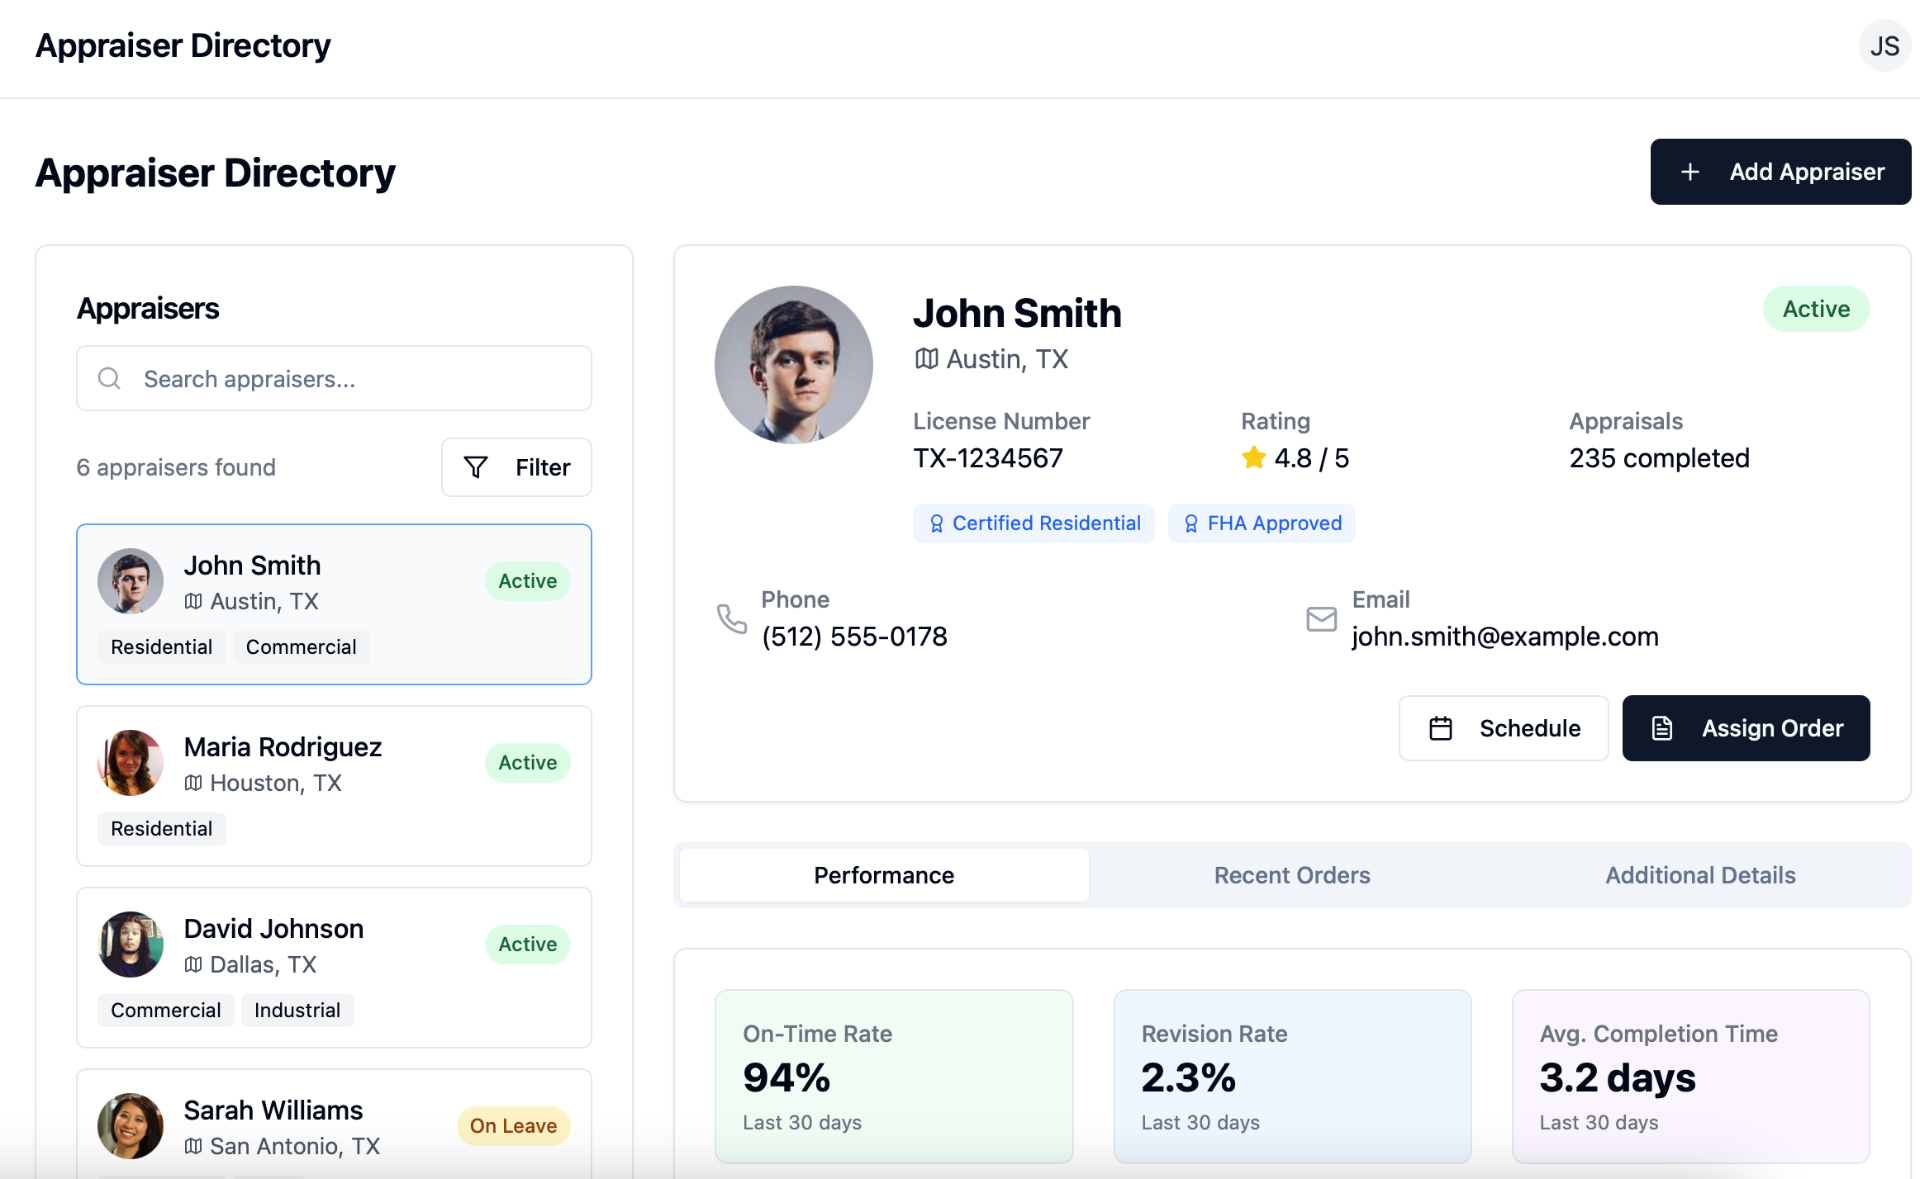 Appraiser Directory
JS
Appraiser Directory
Add Appraiser
Appraisers
Search appraisers...
6 appraisers found
Filter
John Smith
Active
Austin, TX
Residential
Commercial
Maria Rodriguez
Active
Houston, TX
Residential
David Johnson
Active
Dallas, TX
Commercial
Industrial
Sarah Williams
On Leave
San Antonio, TX
John Smith
Active
Austin, TX
License Number
TX-1234567
Rating
4.8 / 5
Appraisals
235 completed
Certified Residential
FHA Approved
Phone
(512) 555-0178
Email
john.smith@example.com
Schedule
Assign Order
Performance
Recent Orders
Additional Details
On-Time Rate
94%
Last 30 days
Revision Rate
2.3%
Last 30 days
Avg. Completion Time
3.2 days
Last 30 days